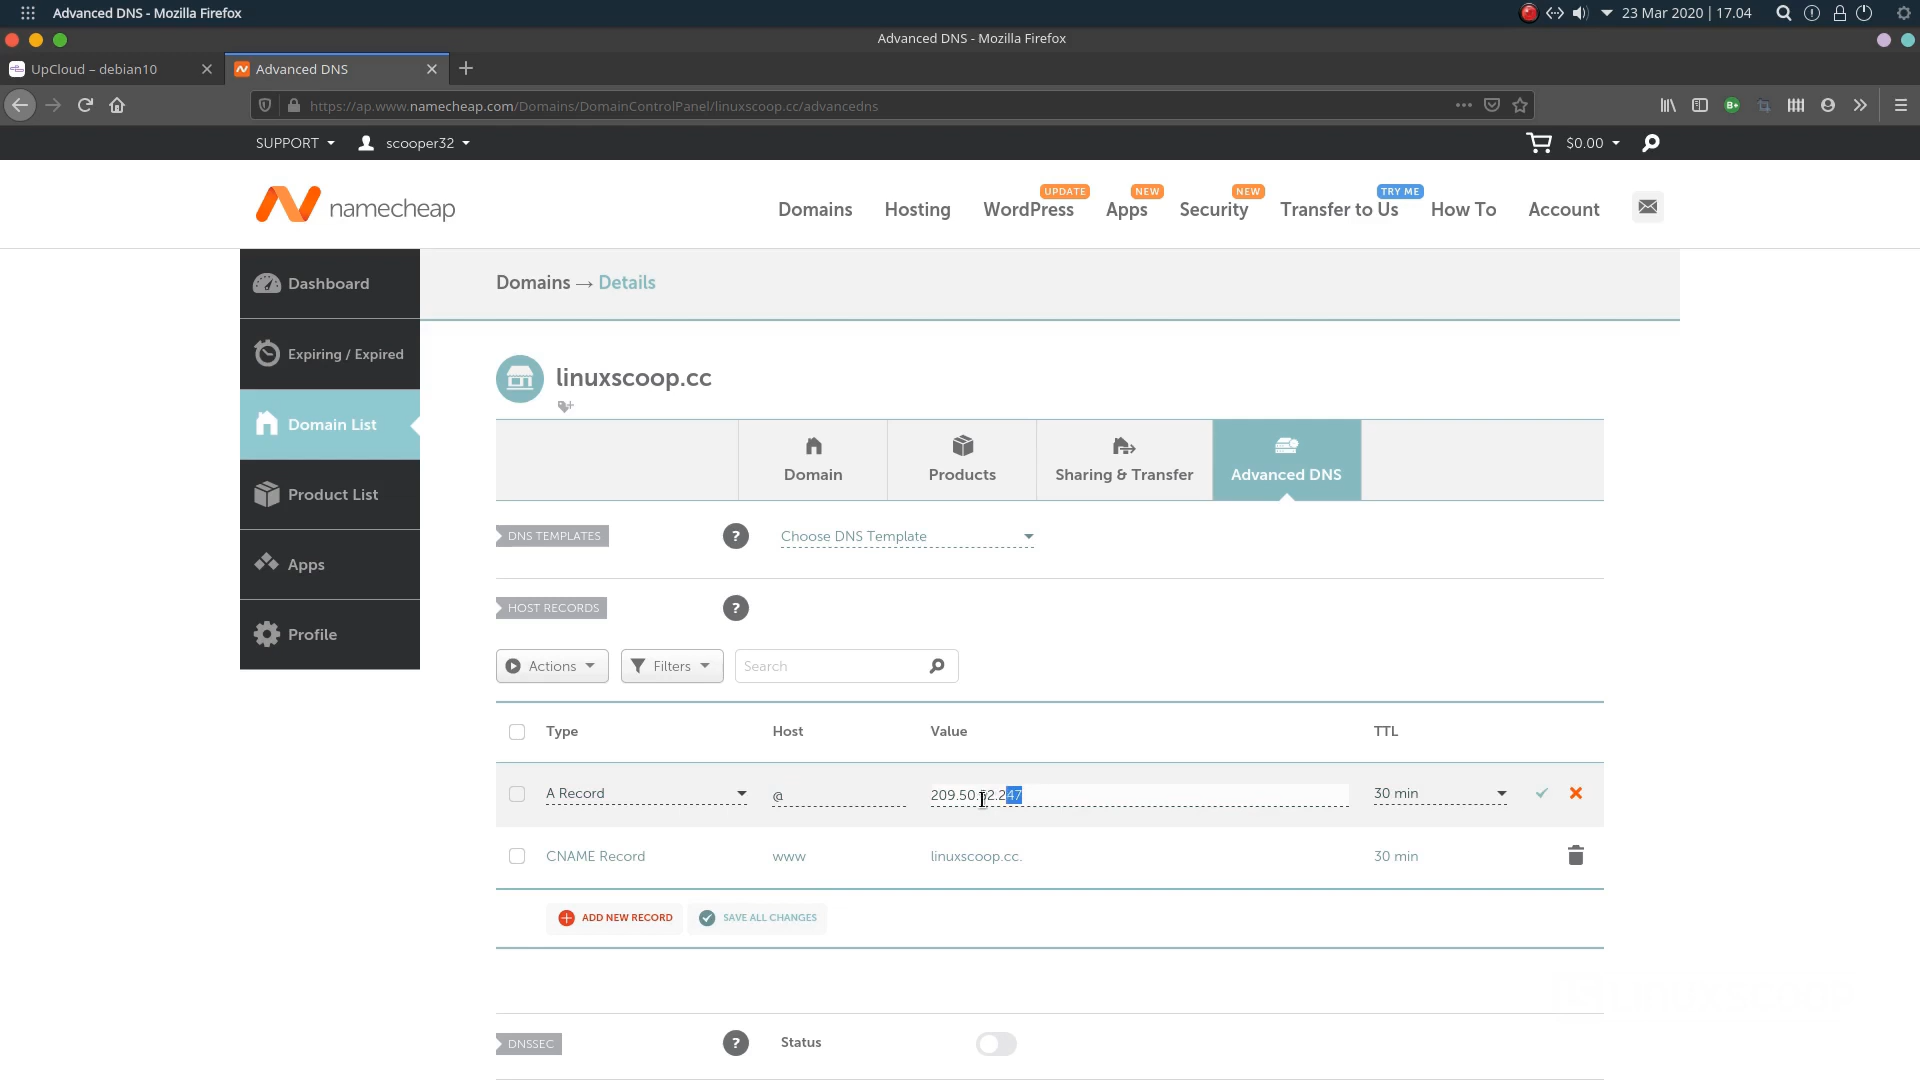 Advanced DNS - Mozilla Firefox
23 Mar 2020 | 17.04
Advanced DNS - Mozilla Firefox
UpCloud – debian10
Advanced DNS
https://ap.www.namecheap.com/Domains/DomainControlPanel/linuxscoop.cc/advancedns
B+
SUPPORT
scooper32
$0.00
namecheap
UPDATE
NEW
NEW
TRY ME
Domains
Hosting
WordPress
Apps
Security
Transfer to Us
How To
Account
Dashboard
Expiring / Expired
Domain List
Product List
Apps
Profile
Domains → Details
linuxscoop.cc
Domain
Products
Sharing & Transfer
Advanced DNS
DNS TEMPLATES
?
Choose DNS Template
HOST RECORDS
?
Actions
Filters
Search
Type Host Value TTL
A Record @ 30 min
CNAME Record www linuxscoop.cc. 30 min
ADD NEW RECORD
SAVE ALL CHANGES
DNSSEC
?
Status